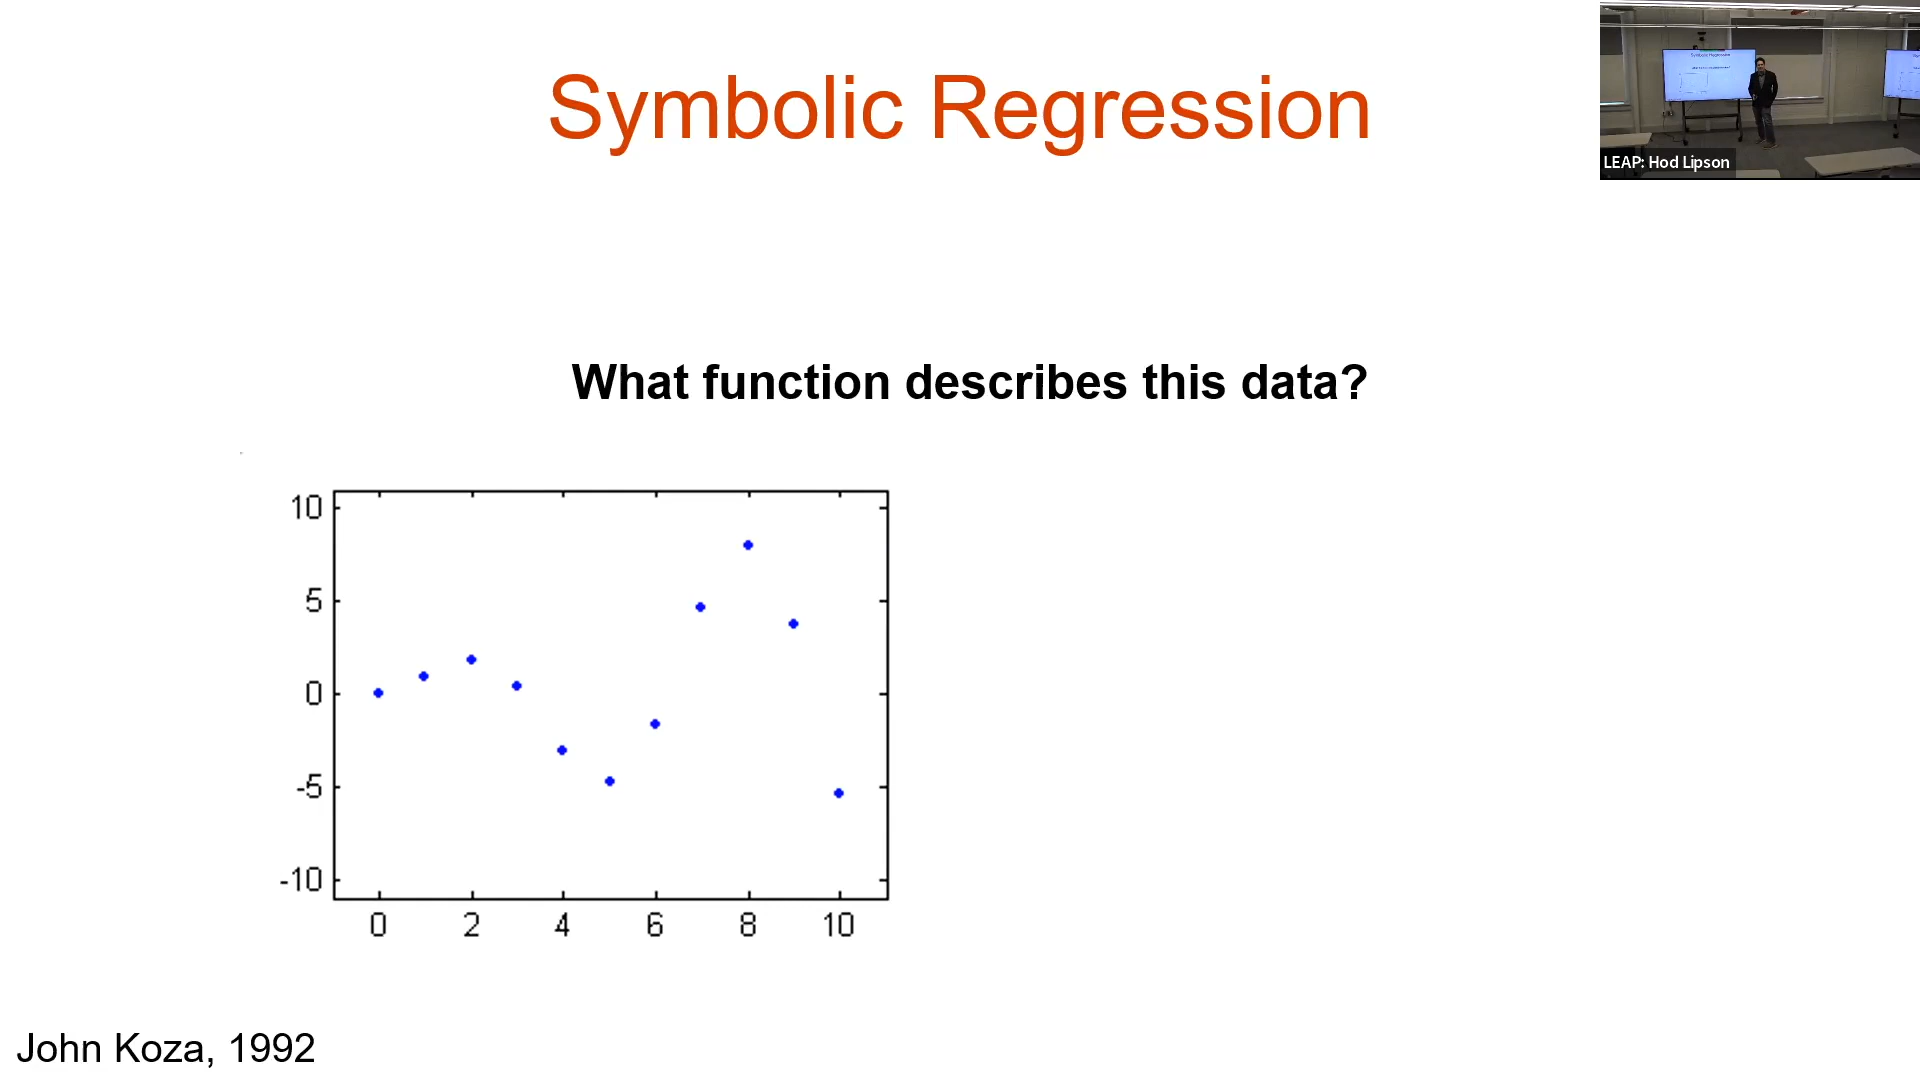 Symbolic Regression
LEAP: Hod Lipson
What function describes this data?
10
5
0
-5
-10
0 2 4 6 8 10
John Koza, 1992